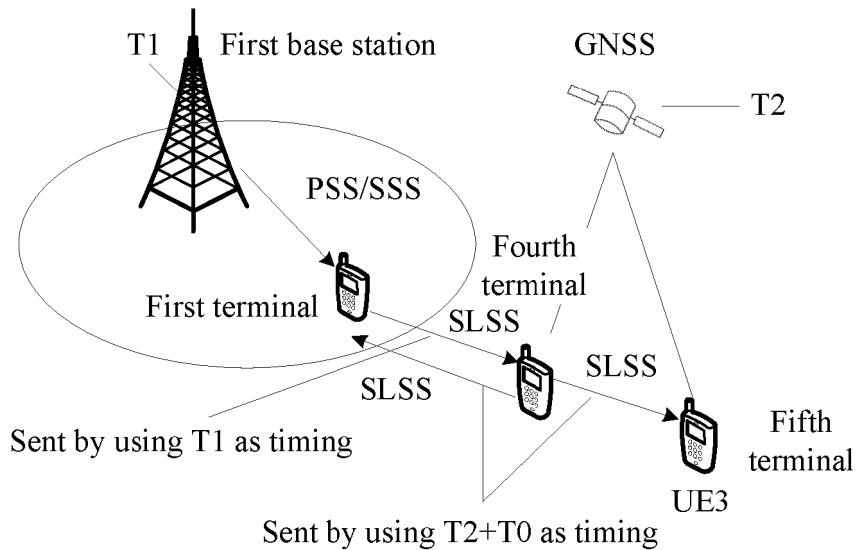 T1
First base station
GNSS
T2
PSS/SSS
Fourth
terminal
First terminal
SLSS
SLSS
SLSS
Sent by using T1 as timing
Fifth
terminal
UE3
Sent by using T2+T0 as timing